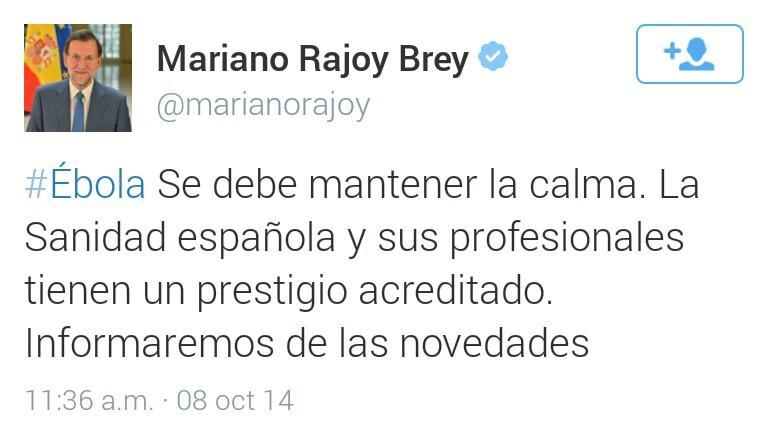 Mariano Rajoy Brey
@marianorajoy
#Ébola Se debe mantener la calma. La
Sanidad española y sus profesionales
tienen un prestigio acreditado.
Informaremos de las novedades
11:36 a.m. · 08 oct 14